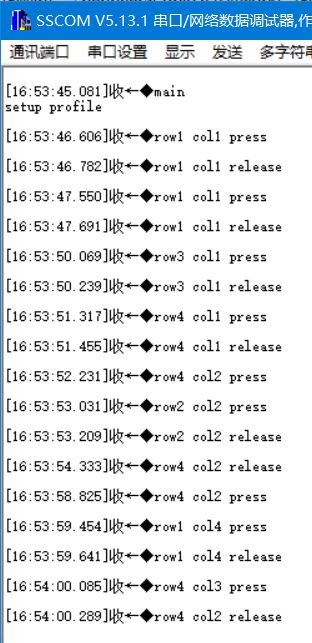 SSCOM V5.13.1 串口/网络数据调试器,作
通讯端口 串口设置 显示 发送 多字符串
[16:53:45.081]收←◆main
setup profile
[16:53:46.606]收←◆row1 col1 press
[16:53:46.782]收←◆row1 col1 release
[16:53:47.550]收←◆row1 col1 press
[16:53:47.691]收←◆row1 col1 release
[16:53:50.069]收←◆row3 col1 press
[16:53:50.239]收←◆row3 col1 release
[16:53:51.317]收←◆row4 col1 press
[16:53:51.455]收←◆row4 col1 release
[16:53:52.231]收←◆row4 col2 press
[16:53:53.031]收←◆row2 col2 press
[16:53:53.209]收←◆row2 col2 release
[16:53:54.333]收←◆row4 col2 release
[16:53:58.825]收←◆row4 col2 press
[16:53:59.454]收←◆row1 col4 press
[16:53:59.641]收←◆row1 col4 release
[16:54:00.085]收←◆row4 col3 press
[16:54:00.289]收←◆row4 col2 release